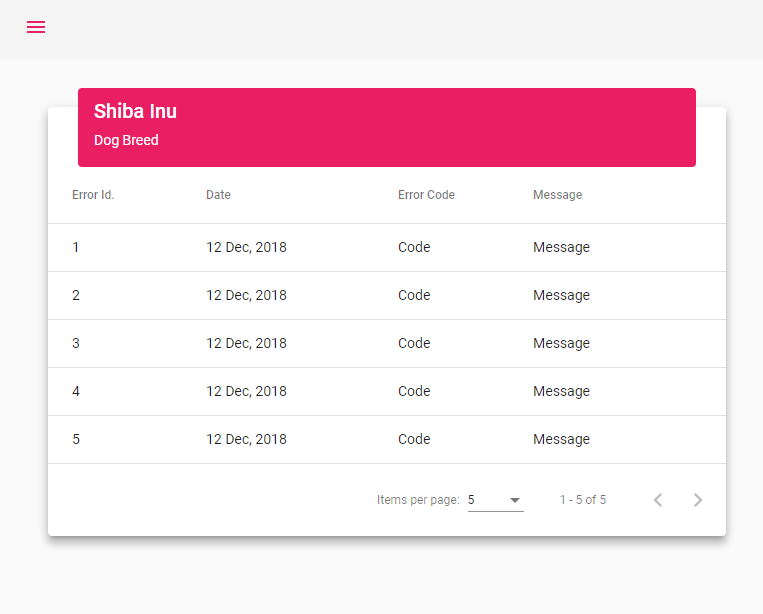 Shiba Inu
Dog Breed
Error Id. Date Error Code Message
1 12 Dec, 2018 Code Message
2 12 Dec, 2018 Code Message
3 12 Dec, 2018 Code Message
4 12 Dec, 2018 Code Message
5 12 Dec, 2018 Code Message
Items per page: 5 1 - 5 of 5